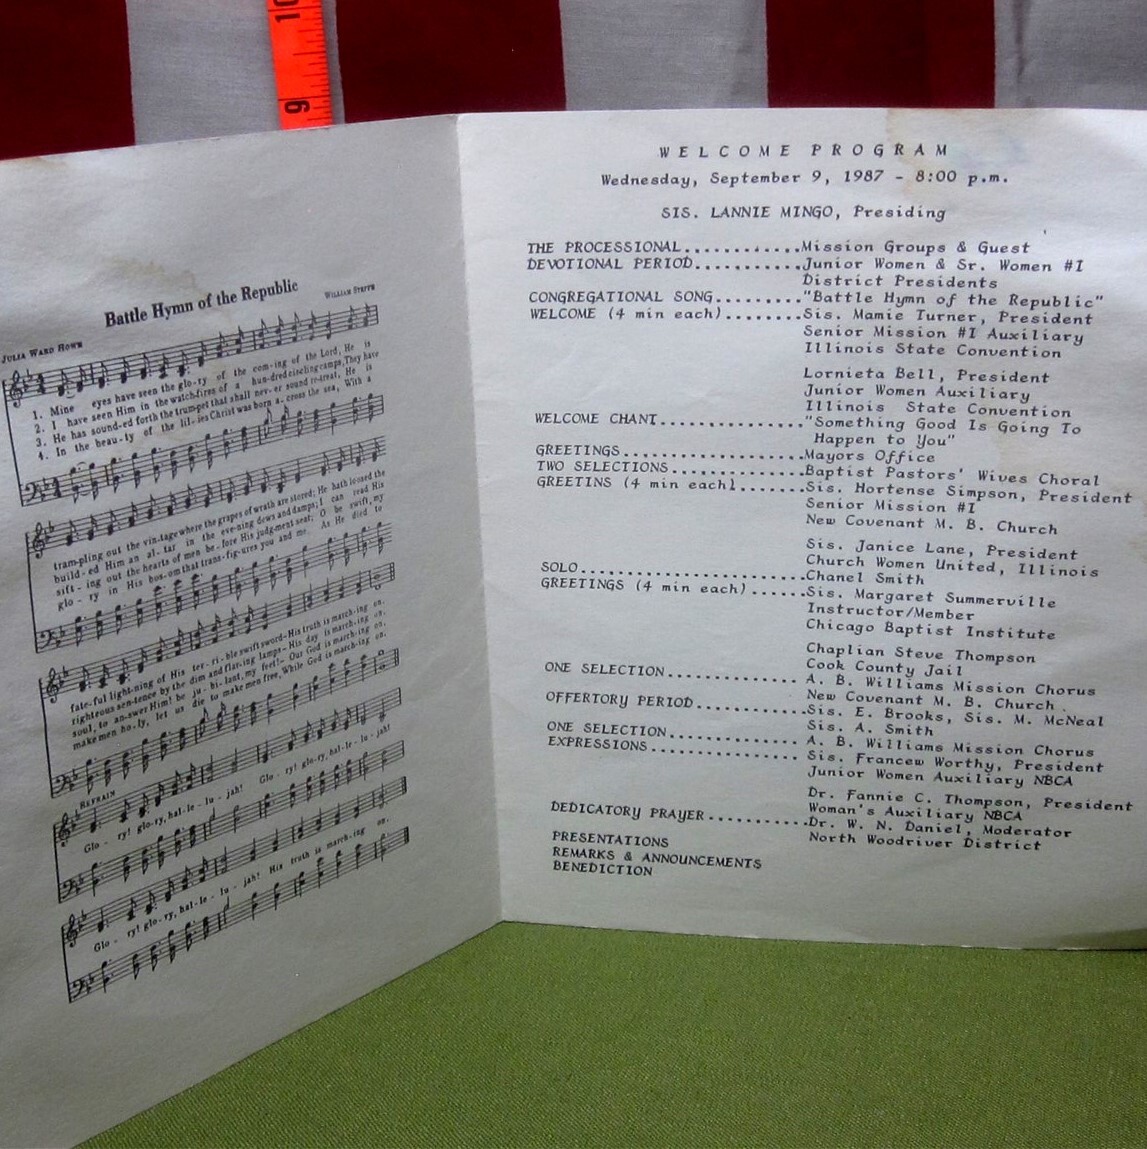 10
9
Battle Hymn of the Republic
JULIA WARD HOWE
WILLIAM STEFFE
1. Mine eyes have seen the glo-ry of the com-ing of the Lord, He is
2. I have seen Him in the watch-fires of a hun-dred circling camps, They have
3. He has sound-ed forth the trumpet that shall nev-er sound re-treat, He is
4. In the beau-ty of the lil-ies Christ was born a-cross the sea, With a
tram-pling out the vin-tage where the grapes of wrath are stored; He hath loosed the
build-ed Him an al-tar in the eve-ning dews and damps; I can read His
sift-ing out the hearts of men be-fore His judg-ment seat; O be swift, my
glo-ry in His bos-om that trans-fig-ures you and me. As He died to
fate-ful light-ning of His ter-ri-ble swift sword- His truth is march-ing on.
righteous sen-tence by the dim and flar-ing lamps- His day is march-ing on.
soul, to an-swer Him! be ju-bi-lant, my feet!- Our God is march-ing on.
make men ho-ly, let us die to make men free, While God is march-ing on.
REFRAIN
Glo - ry! glo-ry, hal-le-lu-jah! Glo-ry! glo-ry, hal-le-lu-jah!
Glo - ry! glo-ry, hal-le-lu-jah! His truth is march-ing on.
WELCOME PROGRAM
Wednesday, September 9, 1987 - 8:00 p.m.
SIS. LANNIE MINGO, Presiding
THE PROCESSIONAL............Mission Groups & Guest
DEVOTIONAL PERIOD...........Junior Women & Sr. Women #I
District Presidents
CONGREGATIONAL SONG........."Battle Hymn of the Republic"
WELCOME (4 min each)........Sis. Mamie Turner, President
Senior Mission #I Auxiliary
Illinois State Convention
Lornieta Bell, President
Junior Women Auxiliary
Illinois State Convention
WELCOME CHANT..............."Something Good Is Going To
Happen to You"
GREETINGS...................Mayors Office
TWO SELECTIONS..............Baptist Pastors' Wives Choral
GREETINS (4 min each).......Sis. Hortense Simpson, President
Senior Mission #I
New Covenant M. B. Church
Sis. Janice Lane, President
Church Women United, Illinois
SOLO........................Chanel Smith
GREETINGS (4 min each)......Sis. Margaret Summerville
Instructor/Member
Chicago Baptist Institute
Chaplian Steve Thompson
Cook County Jail
ONE SELECTION...............A. B. Williams Mission Chorus
New Covenant M. B. Church
OFFERTORY PERIOD............Sis. E. Brooks, Sis. M. McNeal
Sis. A. Smith
ONE SELECTION...............A. B. Williams Mission Chorus
EXPRESSIONS.................Sis. Francew Worthy, President
Junior Women Auxiliary NBCA
Dr. Fannie C. Thompson, President
Woman's Auxiliary NBCA
DEDICATORY PRAYER...........Dr. W. N. Daniel, Moderator
North Woodriver District
PRESENTATIONS
REMARKS & ANNOUNCEMENTS
BENEDICTION